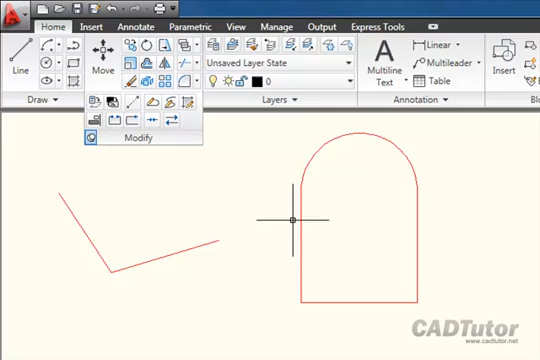 Home Insert Annotate Parametric View Manage Output Express Tools
Line
Move
Unsaved Layer State
0
A
Multiline
Text
Linear
Multileader
Table
Insert
Draw
Layers
Annotation
Modify
CADTutor
www.cadtutor.net